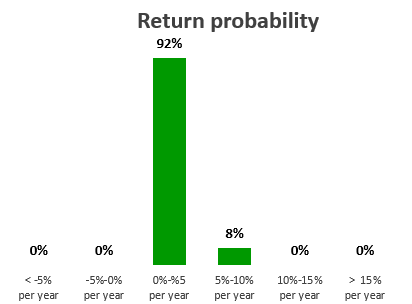 Return probability
92%
8%
0% 0% 0% 0%
< -5% -5%-0% 0%-%5 5%-10% 10%-15% > 15%
per year per year per year per year per year per year